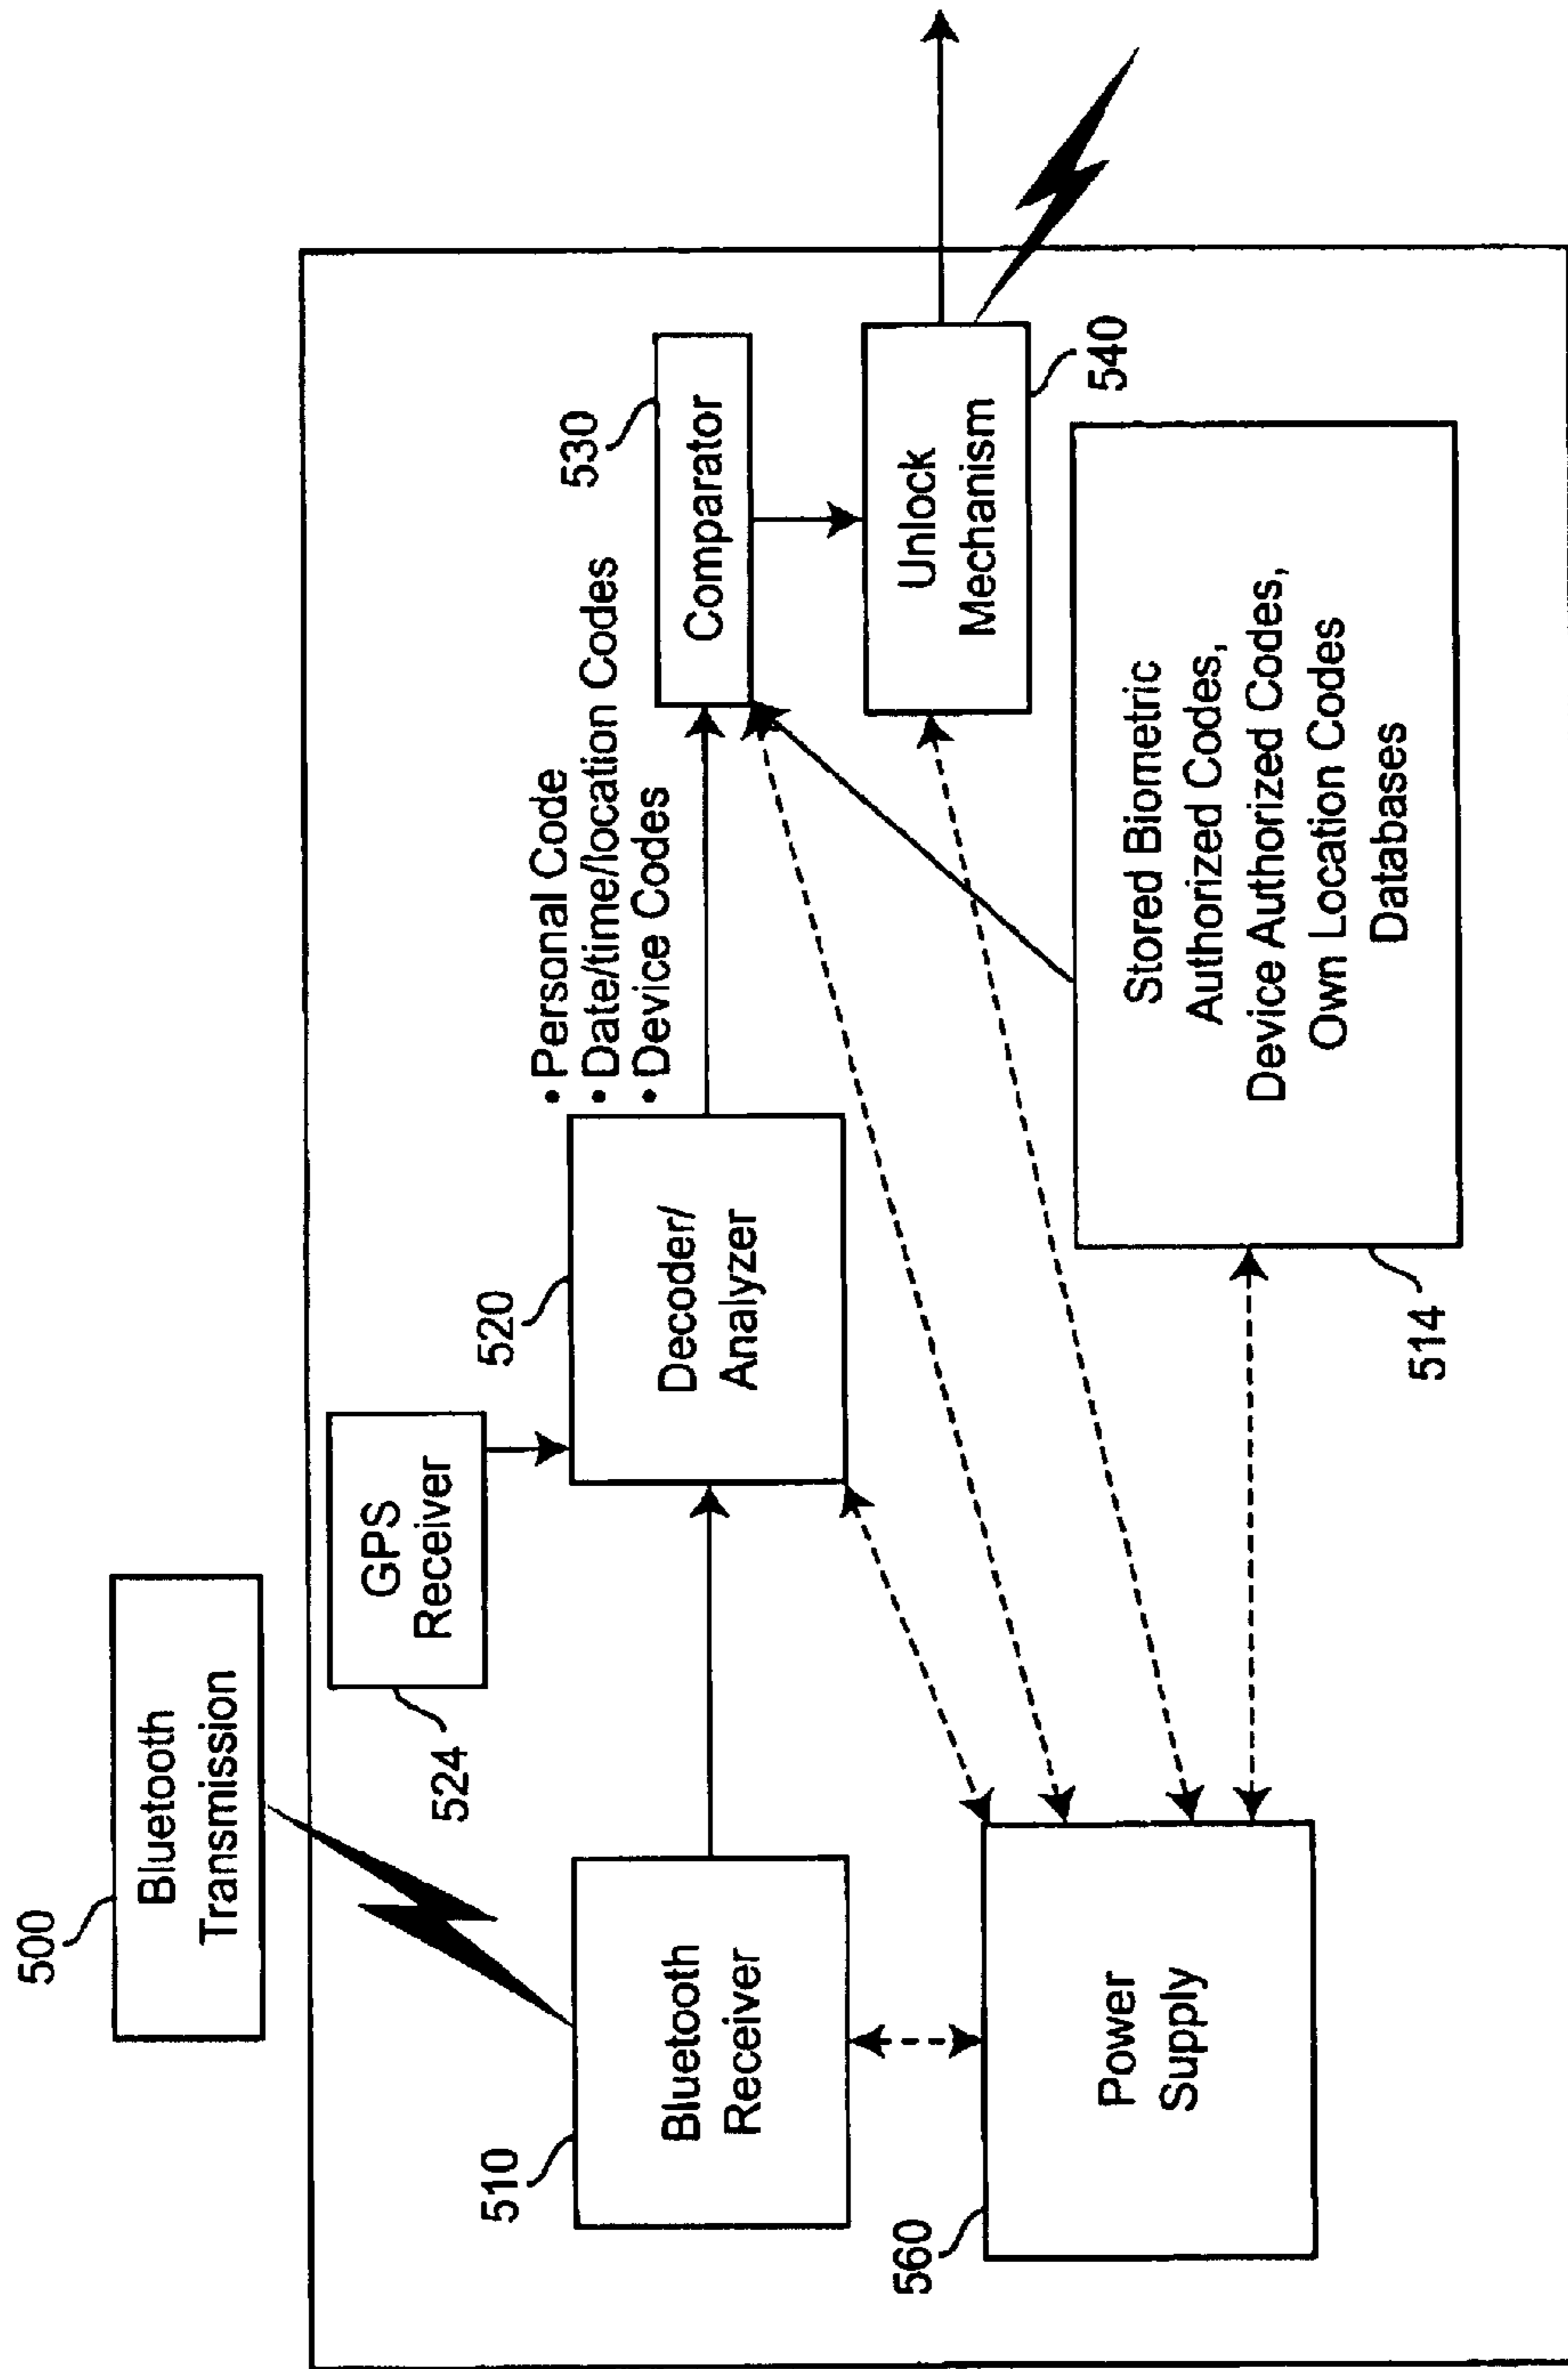 500
Bluetooth
Transmission
524
GPS
Receiver
510
Bluetooth
Receiver
520
Decoder/
Analyzer
• Personal Code
• Date/time/location Codes
• Device Codes
530
Comparator
Unlock
Mechanism
540
560
Power
Supply
514
Stored Biometric
Authorized Codes,
Device Authorized Codes,
Own Location Codes
Databases